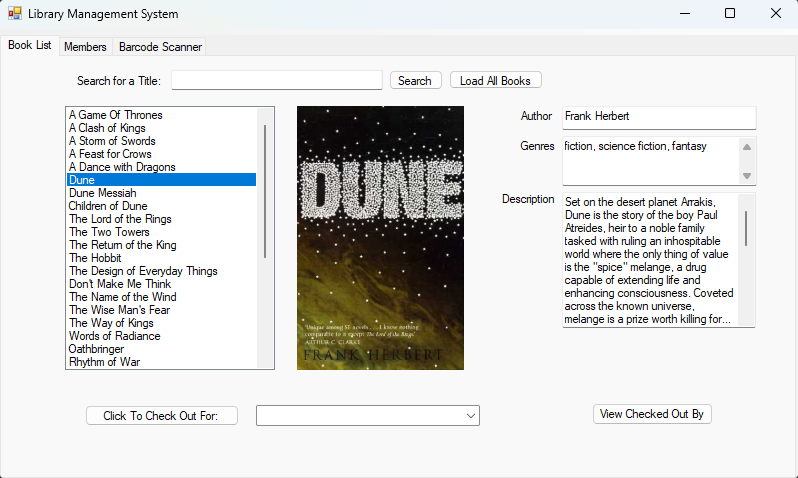 Library Management System
Book List
Members
Barcode Scanner
Search for a Title:
Search
Load All Books
A Game Of Thrones
A Clash of Kings
A Storm of Swords
A Feast for Crows
A Dance with Dragons
Dune
Dune Messiah
Children of Dune
The Lord of the Rings
The Two Towers
The Return of the King
The Hobbit
The Design of Everyday Things
Don't Make Me Think
The Name of the Wind
The Wise Man's Fear
The Way of Kings
Words of Radiance
Oathbringer
Rhythm of War
DUNE
'Unique among SF novels . . . I know nothing
comparable to it except The Lord of the Rings'
ARTHUR C. CLARKE
FRANK HERBERT
Author
Frank Herbert
Genres
fiction, science fiction, fantasy
Description
Set on the desert planet Arrakis,
Dune is the story of the boy Paul
Atreides, heir to a noble family
tasked with ruling an inhospitable
world where the only thing of value
is the "spice" melange, a drug
capable of extending life and
enhancing consciousness. Coveted
across the known universe,
melange is a prize worth killing for...
Click To Check Out For:
View Checked Out By